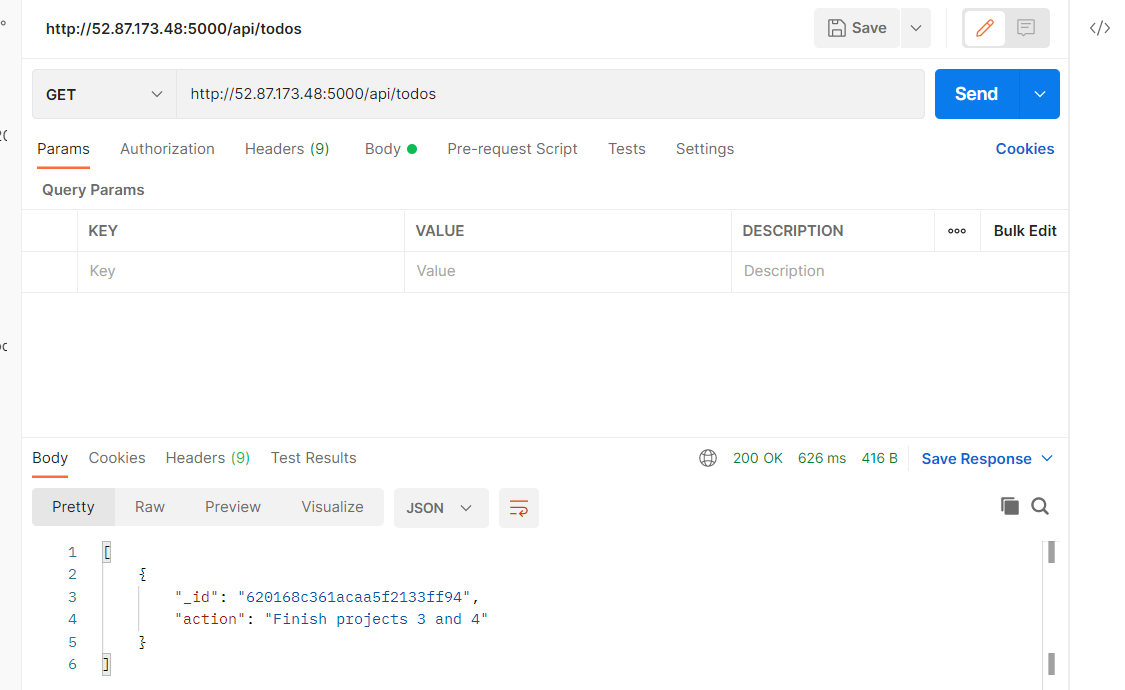 http://52.87.173.48:5000/api/todos
Save
GET
http://52.87.173.48:5000/api/todos
Send
Params Authorization Headers (9) Body Pre-request Script Tests Settings Cookies
Query Params
KEY VALUE DESCRIPTION ooo Bulk Edit
Key Value Description
Body Cookies Headers (9) Test Results 200 OK 626 ms 416 B Save Response
Pretty Raw Preview Visualize JSON
1 [
2 {
3 "_id": "620168c361acaa5f2133ff94",
4 "action": "Finish projects 3 and 4"
5 }
6 ]